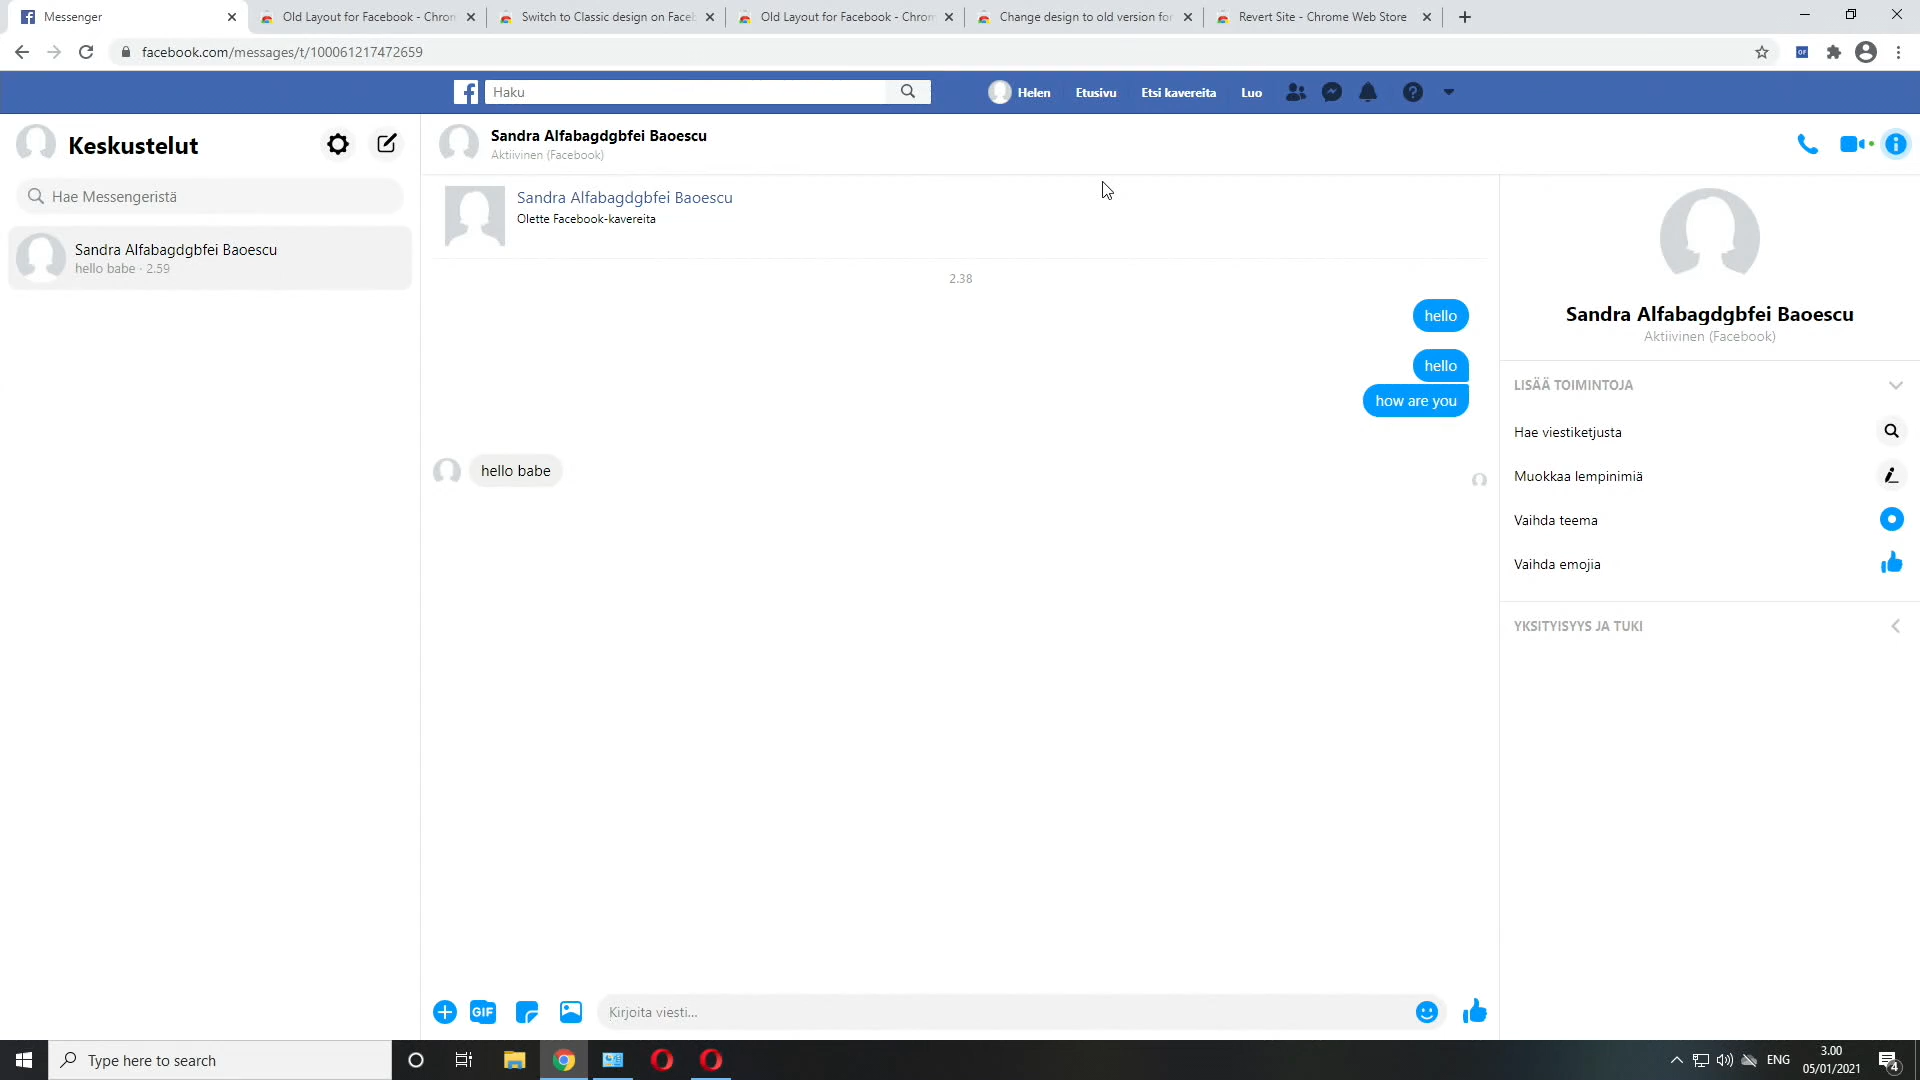 Messenger
Old Layout for Facebook - Chrom
Switch to Classic design on Faceb
Old Layout for Facebook - Chrom
Change design to old version for
Revert Site - Chrome Web Store
facebook.com/messages/t/100061217472659
Haku
Helen
Etusivu
Etsi kavereita
Luo
Keskustelut
Hae Messengeristä
Sandra Alfabagdgbfei Baoescu
hello babe · 2.59
Sandra Alfabagdgbfei Baoescu
Aktiivinen (Facebook)
Sandra Alfabagdgbfei Baoescu
Olette Facebook-kavereita
2.38
hello
hello
how are you
hello babe
Sandra Alfabagdgbfei Baoescu
Aktiivinen (Facebook)
LISÄÄ TOIMINTOJA
Hae viestiketjusta
Muokkaa lempinimiä
Vaihda teema
Vaihda emojia
YKSITYISYYS JA TUKI
GIF
Kirjoita viesti...
Type here to search
ENG
3.00
05/01/2021
4